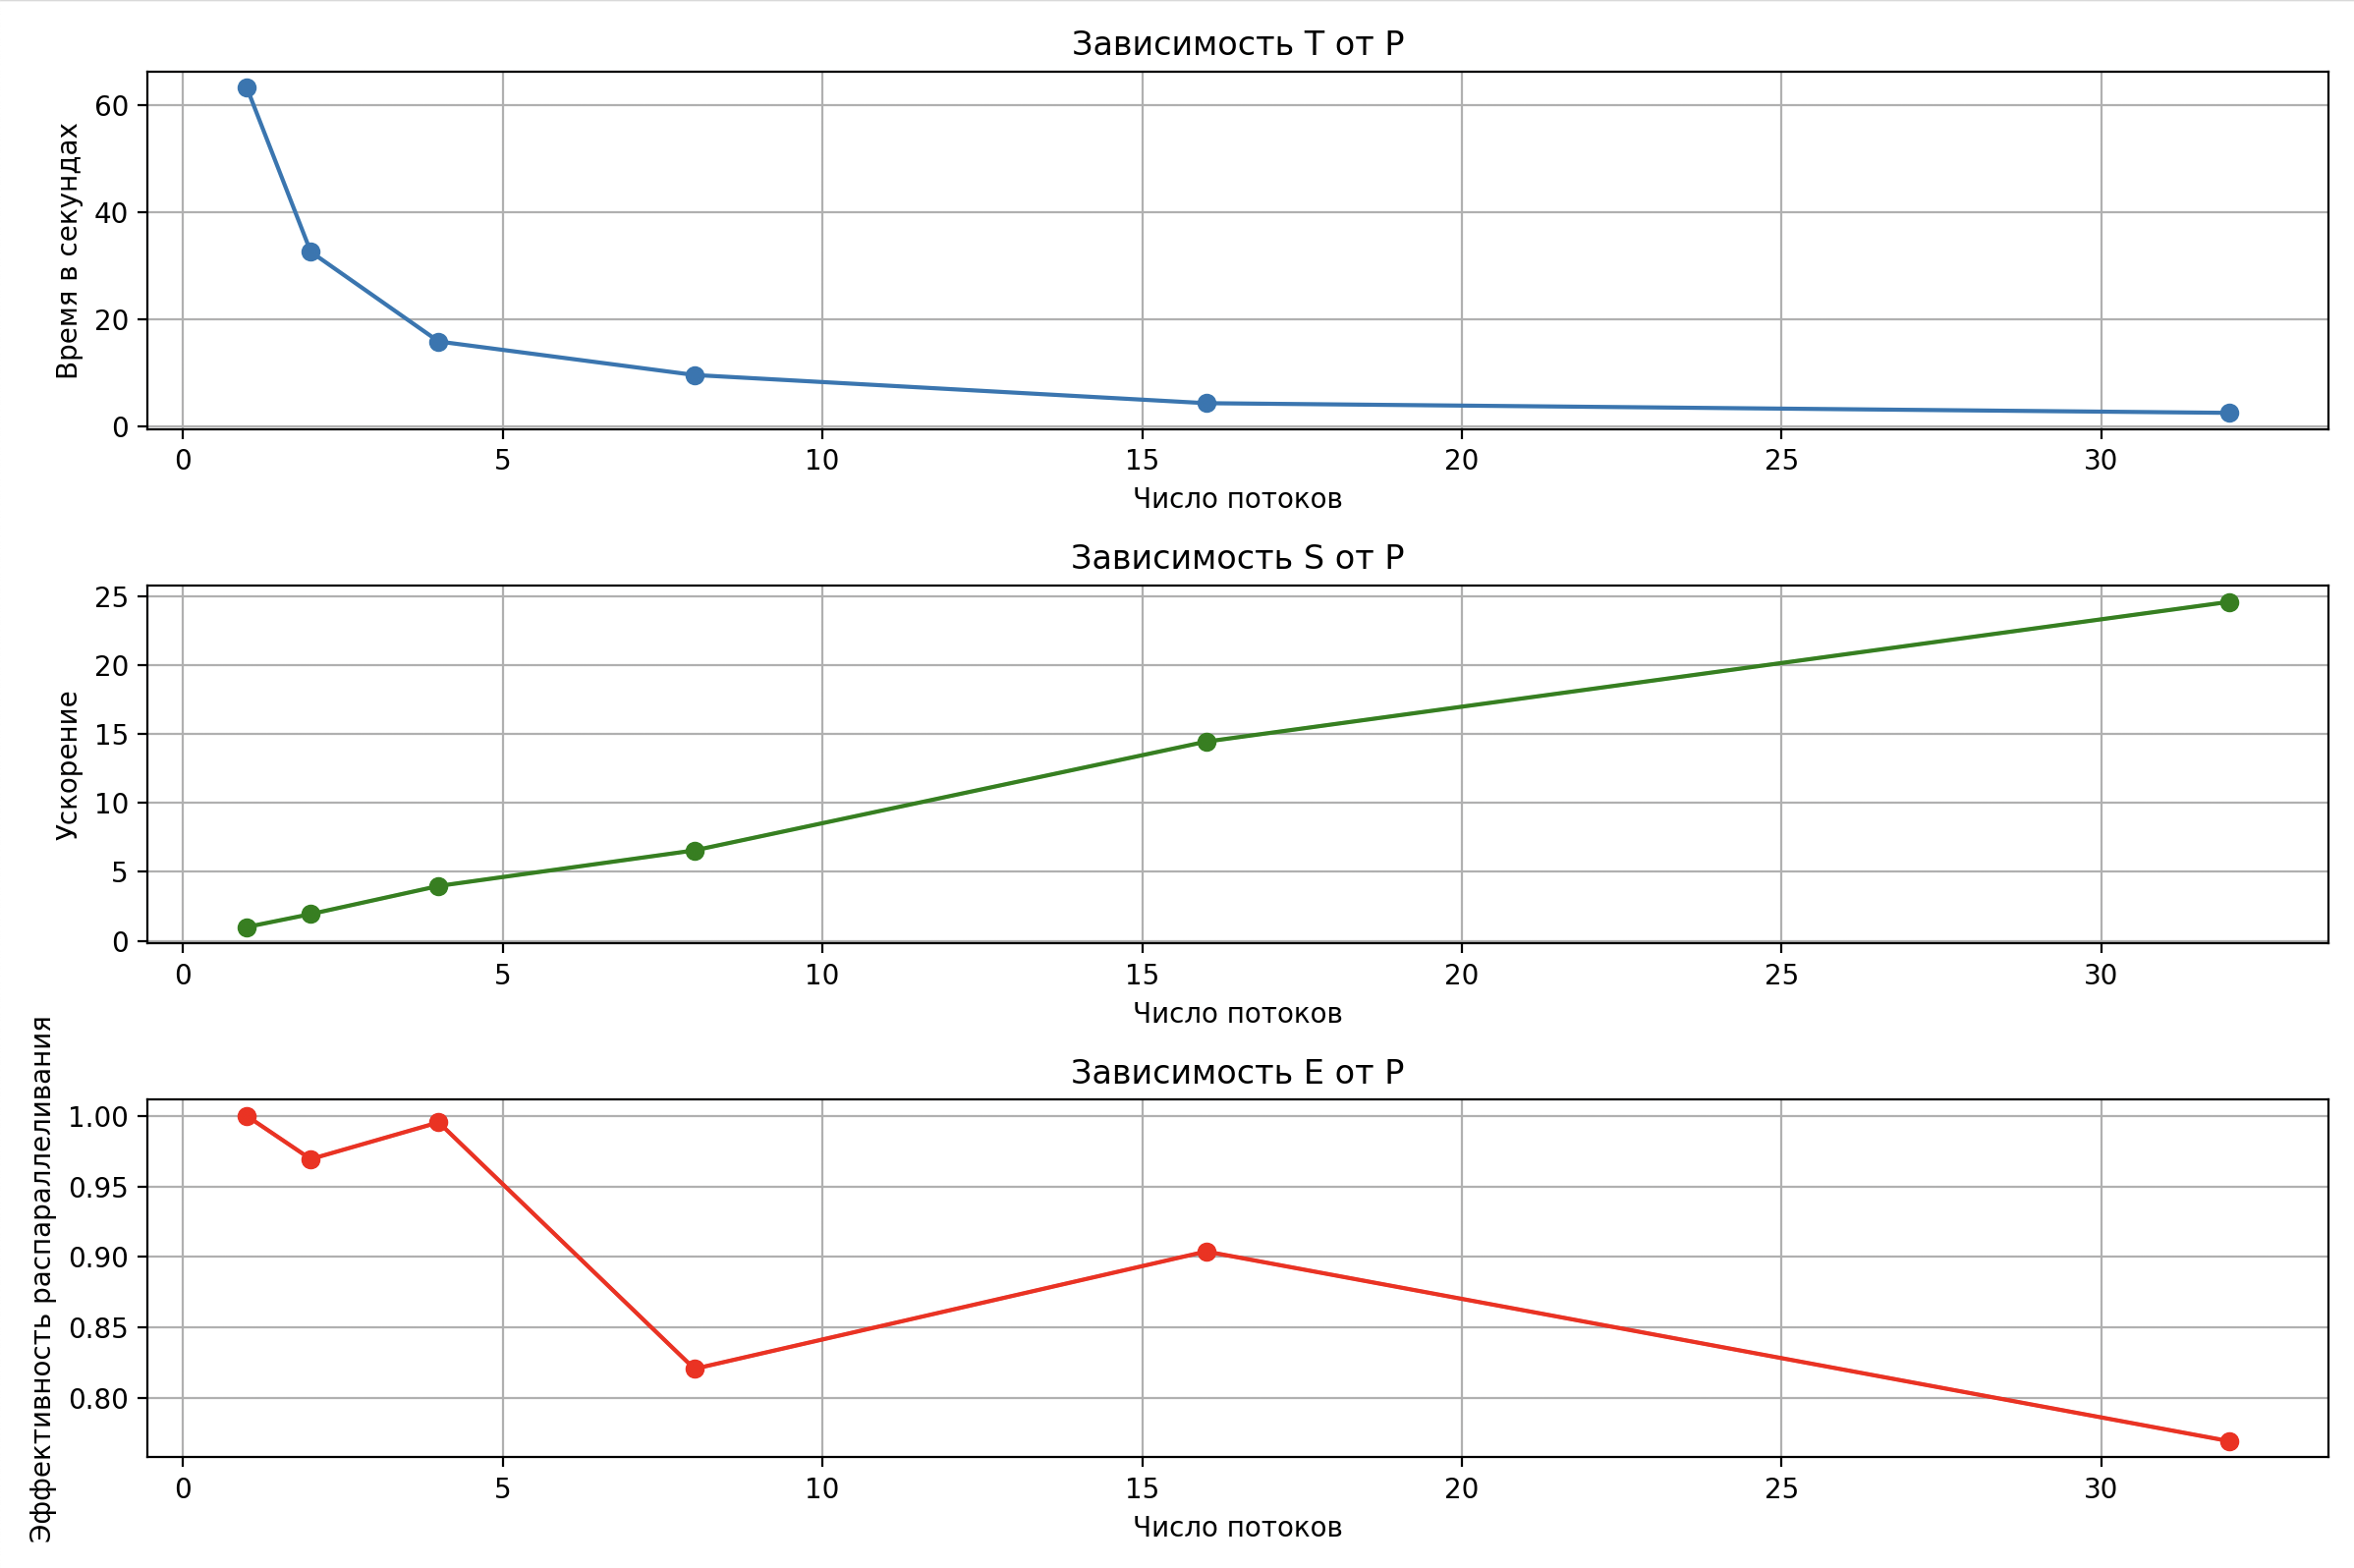 Зависимость T от P
Время в секундах
60
40
20
0
0 5 10 15 20 25 30
Число потоков
Зависимость S от P
Ускорение
25
20
15
10
5
0
0 5 10 15 20 25 30
Число потоков
Зависимость E от P
Эффективность распараллеливания
1.00
0.95
0.90
0.85
0.80
0 5 10 15 20 25 30
Число потоков